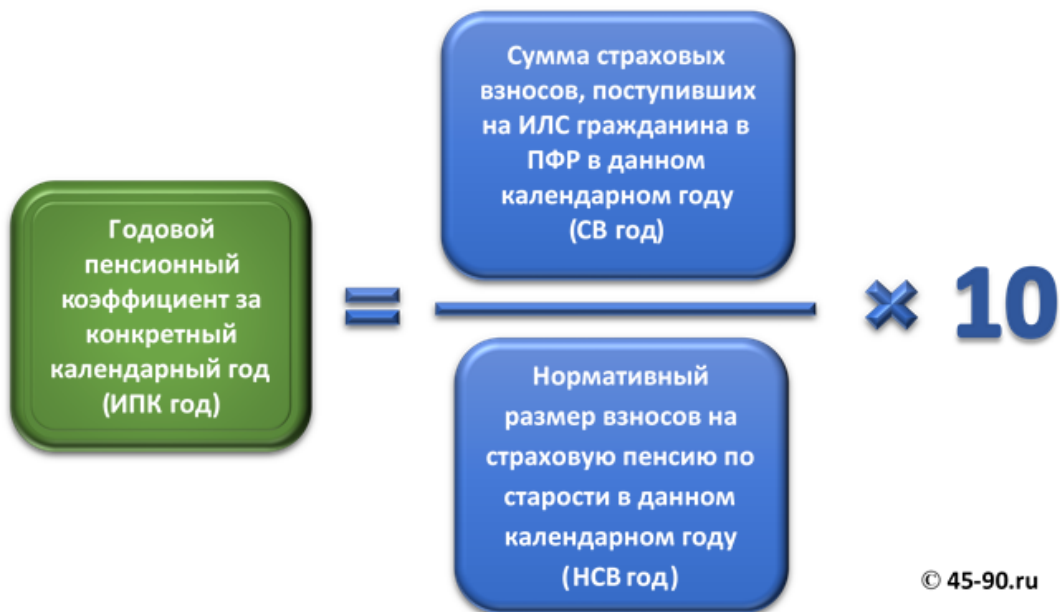 Годовой
пенсионный
коэффициент за
конкретный
календарный год
(ИПК год)
=
Сумма страховых
взносов, поступивших
на ИЛС гражданина в
ПФР в данном
календарном году
(СВ год)
Нормативный
размер взносов на
страховую пенсию по
старости в данном
календарном году
(НСВ год)
× 10
© 45-90.ru